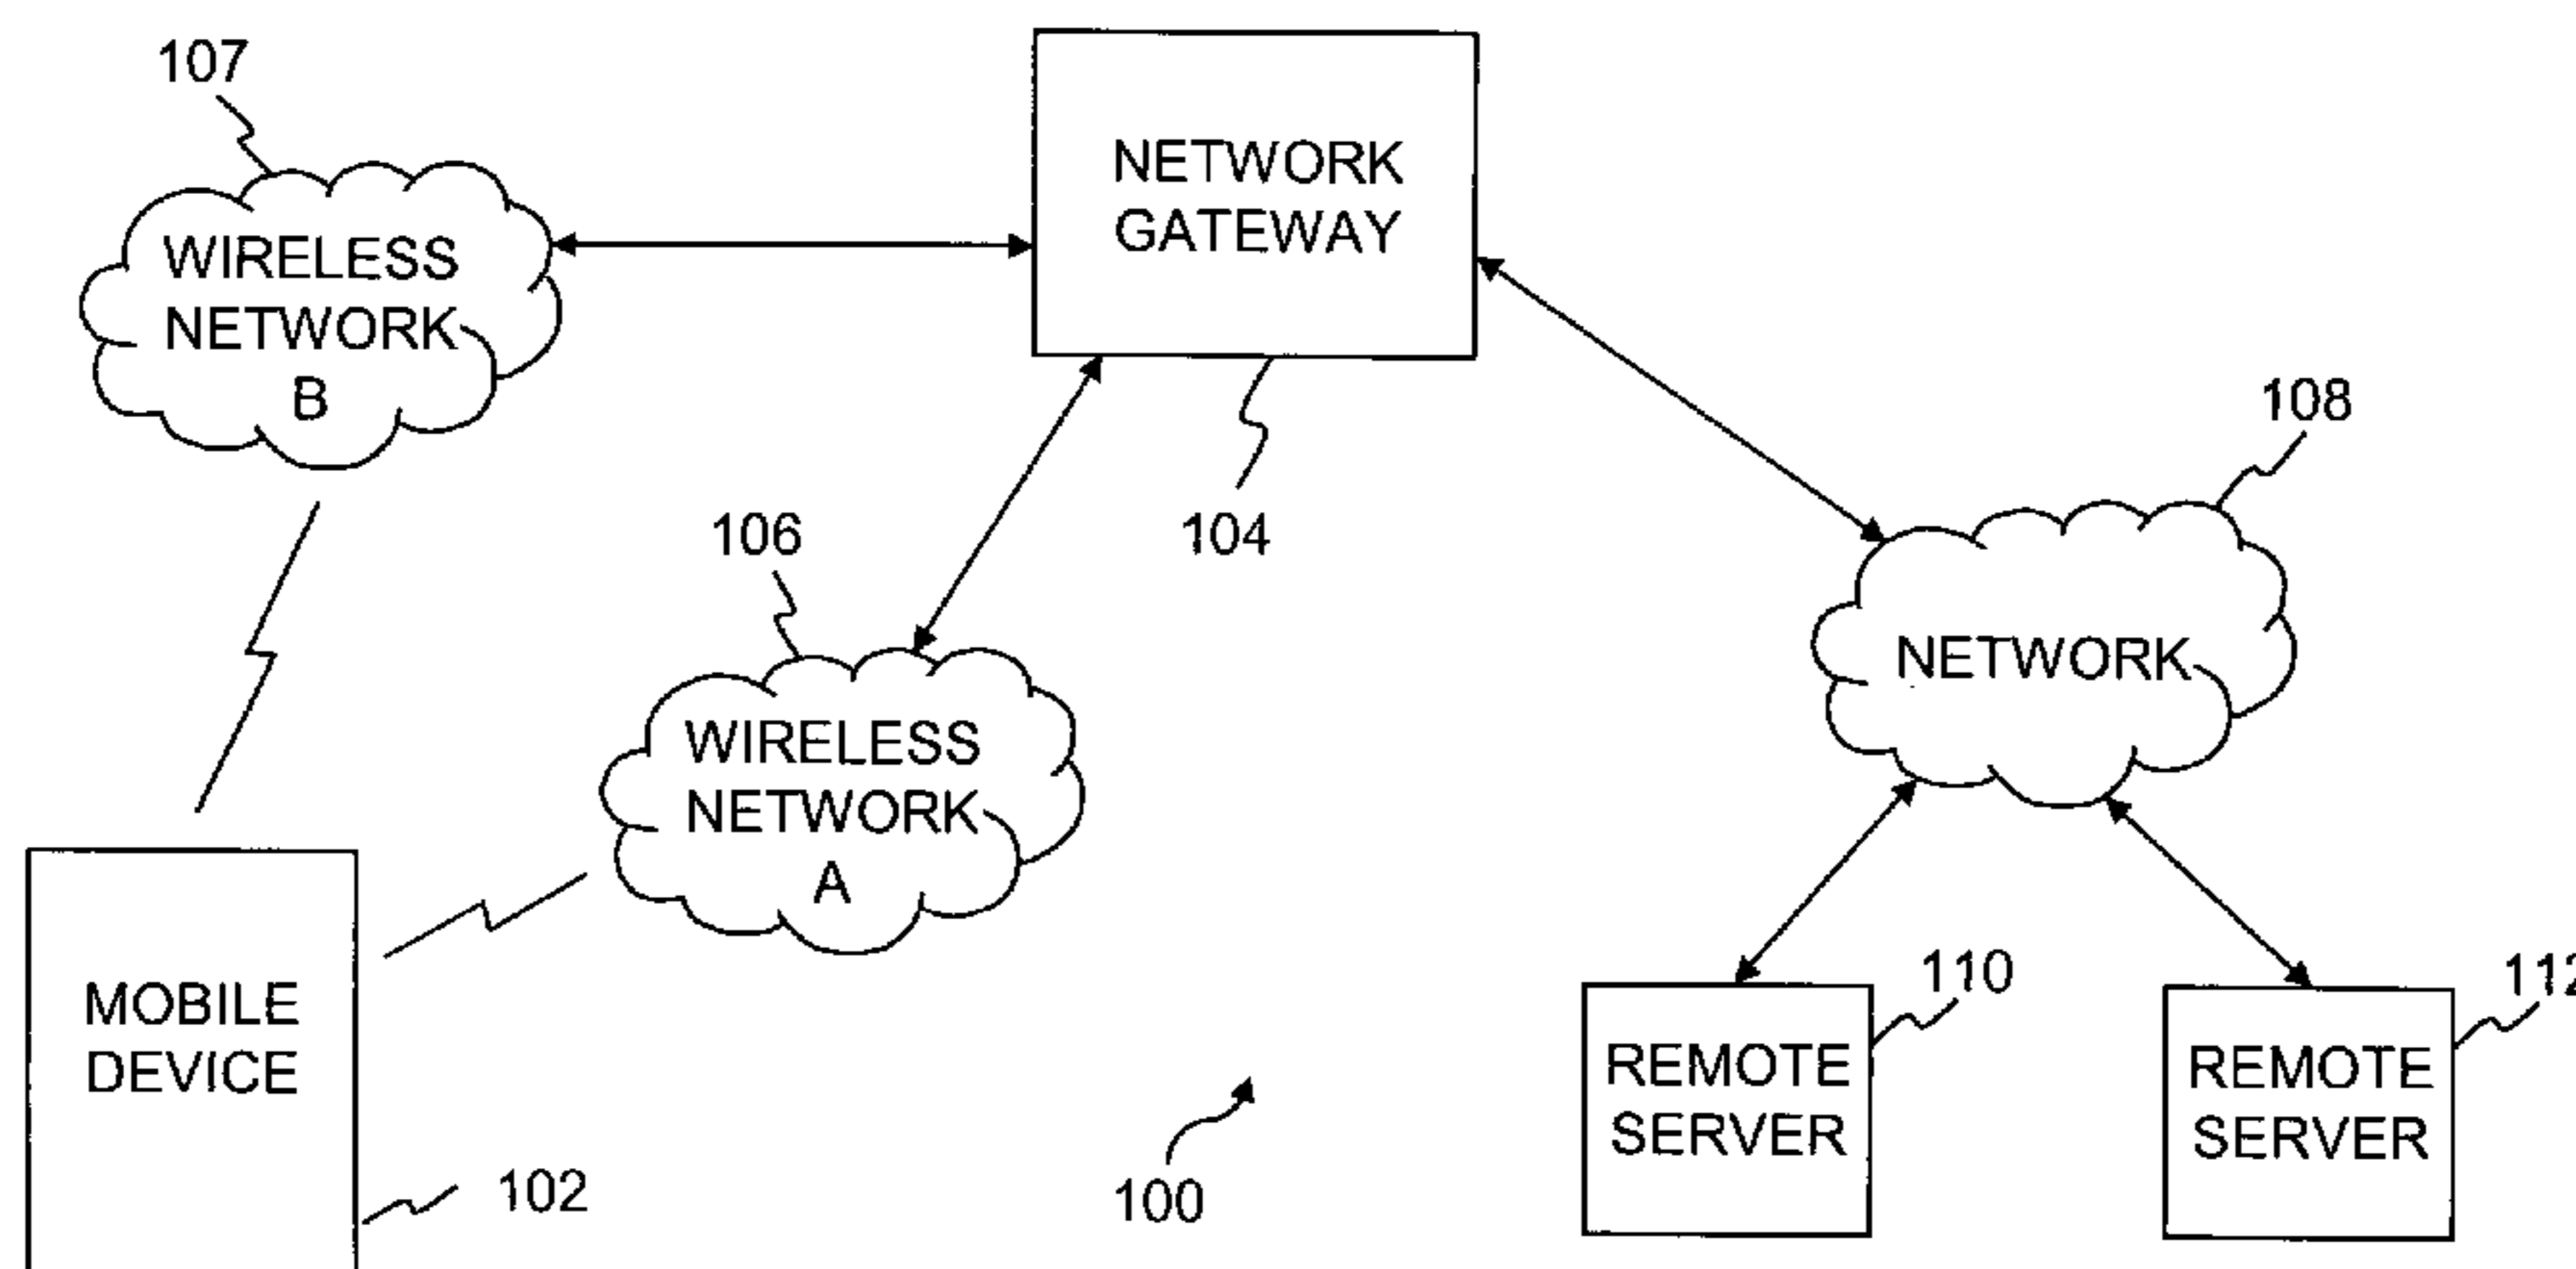 107
NETWORK
GATEWAY
WIRELESS
NETWORK
B
108
106
104
NETWORK
WIRELESS
NETWORK
A
110
112
MOBILE
DEVICE
REMOTE
SERVER
REMOTE
SERVER
102
100